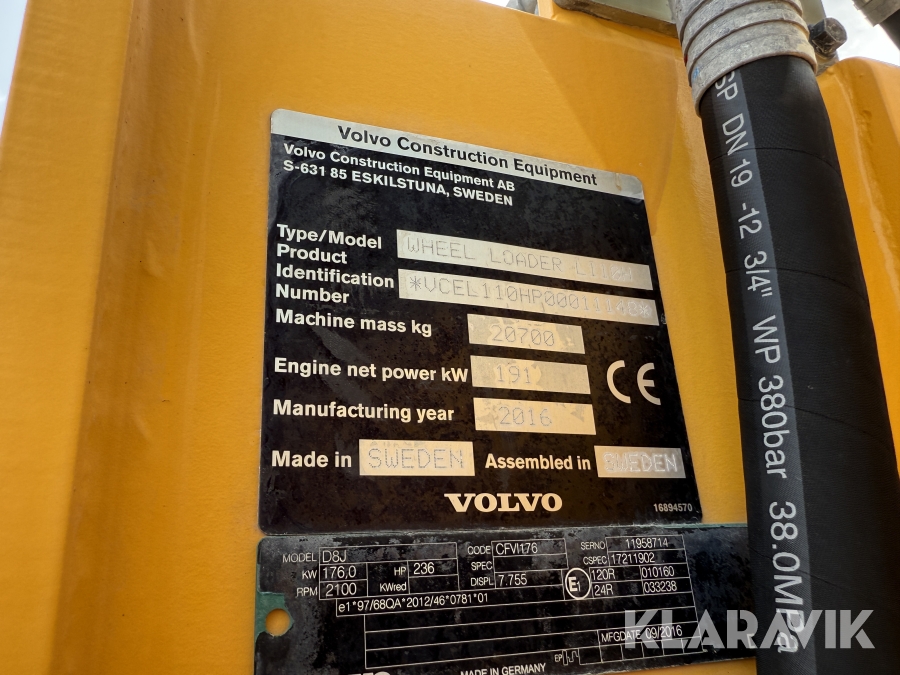 Volvo Construction Equipment
Volvo Construction Equipment AB
S-631 85 ESKILSTUNA, SWEDEN
Type/Model WHEEL LOADER
Product
Identification
Number
Machine mass kg 20700
Engine net power kW 191
Manufacturing year 2016
CE
Made in SWEDEN Assembled in SWEDEN
VOLVO
16894570
MODEL D8J CODE CFVI176 SERNO 11958714
KW 176,0 HP 236 SPEC CSPEC 17211902
RPM 2100 KWred DISPL 7.755 E1 120R 010160
24R 033238
e1*97/68QA*2012/46*0781*01
MFGDATE 09/2016
EP
MADE IN GERMANY
SP DN 19 -12 3/4" WP 380bar 38.0MPa
KLARAVIK